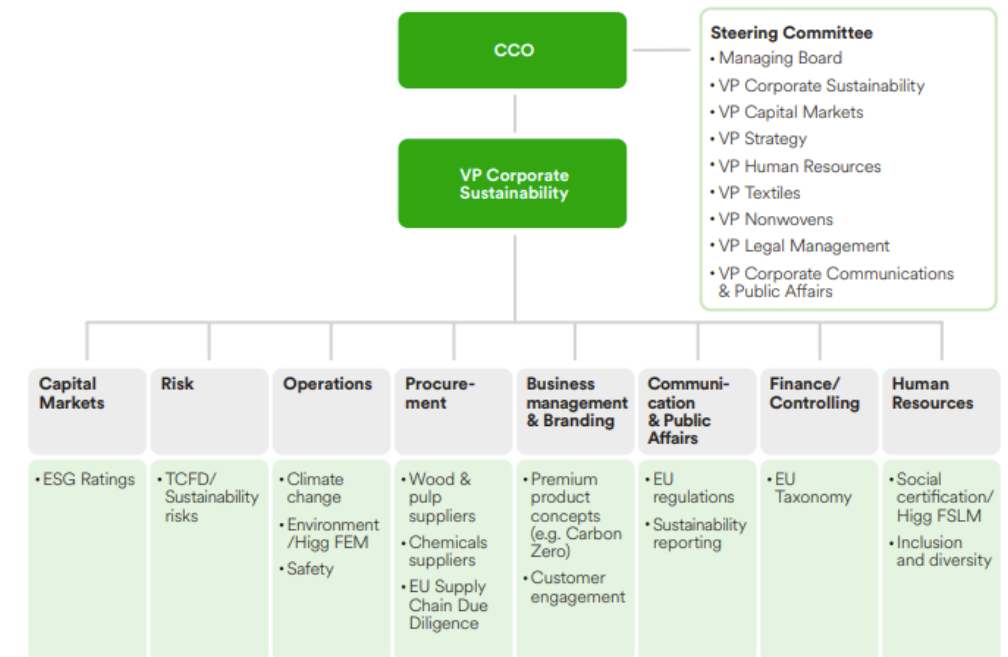 CCO
Steering Committee
• Managing Board
• VP Corporate Sustainability
• VP Capital Markets
• VP Strategy
• VP Human Resources
• VP Textiles
• VP Nonwovens
• VP Legal Management
• VP Corporate Communications
& Public Affairs
VP Corporate
Sustainability
Capital
Markets
• ESG Ratings
Risk
• TCFD/
Sustainability
risks
Operations
• Climate
change
• Environment
/Higg FEM
• Safety
Procure-
ment
• Wood &
pulp
suppliers
• Chemicals
suppliers
• EU Supply
Chain Due
Diligence
Business
management
& Branding
• Premium
product
concepts
(e.g. Carbon
Zero)
• Customer
engagement
Communi-
cation
& Public
Affairs
• EU
regulations
• Sustainability
reporting
Finance/
Controlling
• EU
Taxonomy
Human
Resources
• Social
certification/
Higg FSLM
• Inclusion
and diversity